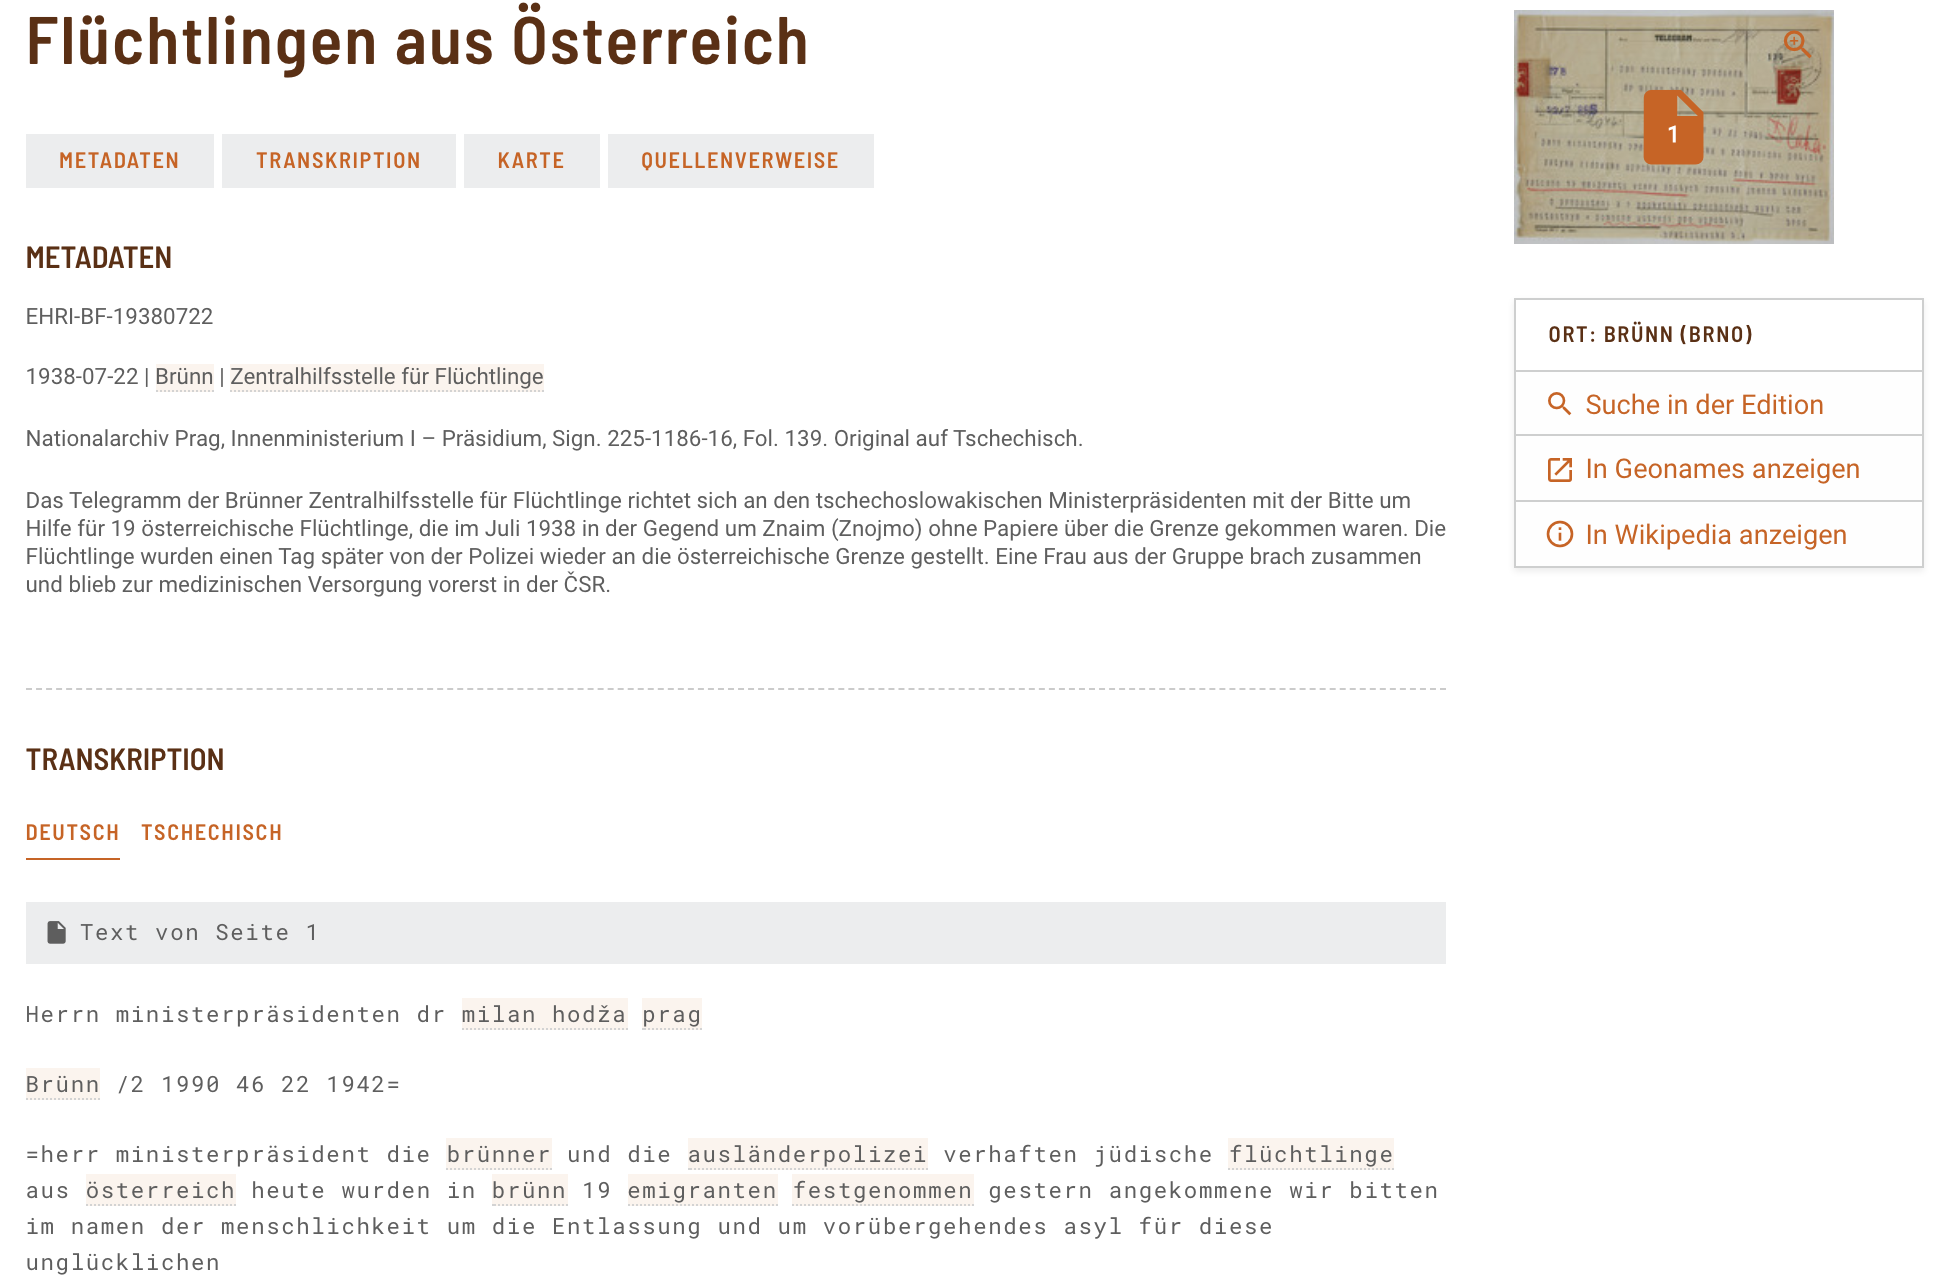 Flüchtlingen aus Österreich
METADATEN
TRANSKRIPTION
KARTE
QUELLENVERWEISE
METADATEN
EHRI-BF-19380722
1938-07-22 | Brünn | Zentralhilfsstelle für Flüchtlinge
Nationalarchiv Prag, Innenministerium I – Präsidium, Sign. 225-1186-16, Fol. 139. Original auf Tschechisch.
Das Telegramm der Brünner Zentralhilfsstelle für Flüchtlinge richtet sich an den tschechoslowakischen Ministerpräsidenten mit der Bitte um
Hilfe für 19 österreichische Flüchtlinge, die im Juli 1938 in der Gegend um Znaim (Znojmo) ohne Papiere über die Grenze gekommen waren. Die
Flüchtlinge wurden einen Tag später von der Polizei wieder an die österreichische Grenze gestellt. Eine Frau aus der Gruppe brach zusammen
und blieb zur medizinischen Versorgung vorerst in der ČSR.
TRANSKRIPTION
DEUTSCH TSCHECHISCH
Text von Seite 1
Herrn ministerpräsidenten dr milan hodža prag
Brünn /2 1990 46 22 1942=
=herr ministerpräsident die brünner und die ausländerpolizei verhaften jüdische flüchtlinge
aus österreich heute wurden in brünn 19 emigranten festgenommen gestern angekommene wir bitten
im namen der menschlichkeit um die Entlassung und um vorübergehendes asyl für diese
unglücklichen
TELEGRAM
1
ORT: BRÜNN (BRNO)
Suche in der Edition
In Geonames anzeigen
In Wikipedia anzeigen